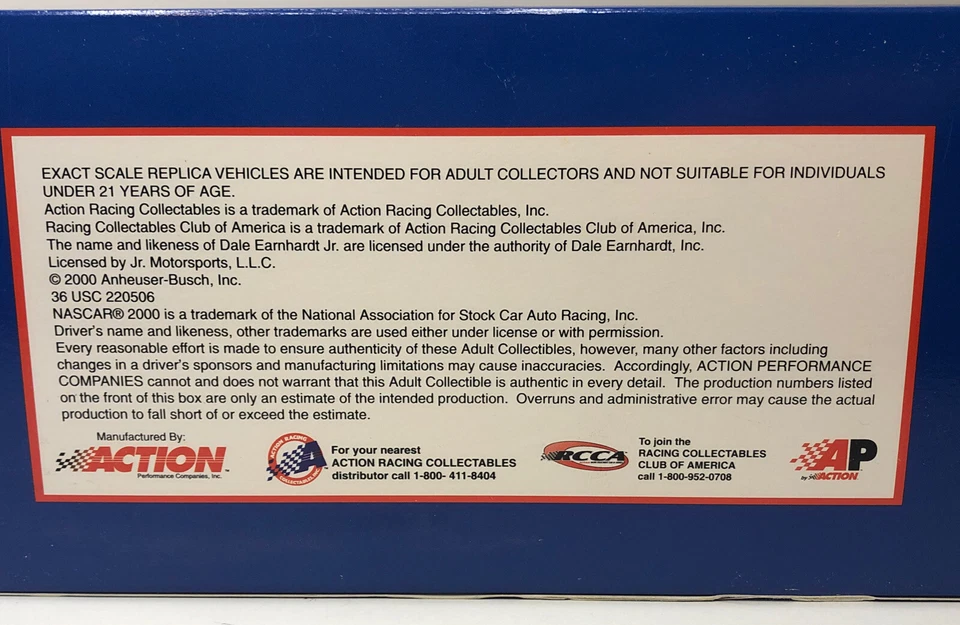 EXACT SCALE REPLICA VEHICLES ARE INTENDED FOR ADULT COLLECTORS AND NOT SUITABLE FOR INDIVIDUALS
UNDER 21 YEARS OF AGE.
Action Racing Collectables is a trademark of Action Racing Collectables, Inc.
Racing Collectables Club of America is a trademark of Action Racing Collectables Club of America, Inc.
The name and likeness of Dale Earnhardt Jr. are licensed under the authority of Dale Earnhardt, Inc.
Licensed by Jr. Motorsports, L.L.C.
© 2000 Anheuser-Busch, Inc.
36 USC 220506
NASCAR® 2000 is a trademark of the National Association for Stock Car Auto Racing, Inc.
Driver's name and likeness, other trademarks are used either under license or with permission.
Every reasonable effort is made to ensure authenticity of these Adult Collectibles, however, many other factors including
changes in a driver's sponsors and manufacturing limitations may cause inaccuracies. Accordingly, ACTION PERFORMANCE
COMPANIES cannot and does not warrant that this Adult Collectible is authentic in every detail. The production numbers listed
on the front of this box are only an estimate of the intended production. Overruns and administrative error may cause the actual
production to fall short of or exceed the estimate.
Manufactured By:
ACTION™
Performance Companies, Inc.
ACTION RACING
A
COLLECTABLES, INC.
For your nearest
ACTION RACING COLLECTABLES
distributor call 1-800- 411-8404
RCCA
To join the
RACING COLLECTABLES
CLUB OF AMERICA
call 1-800-952-0708
AP
by ACTION